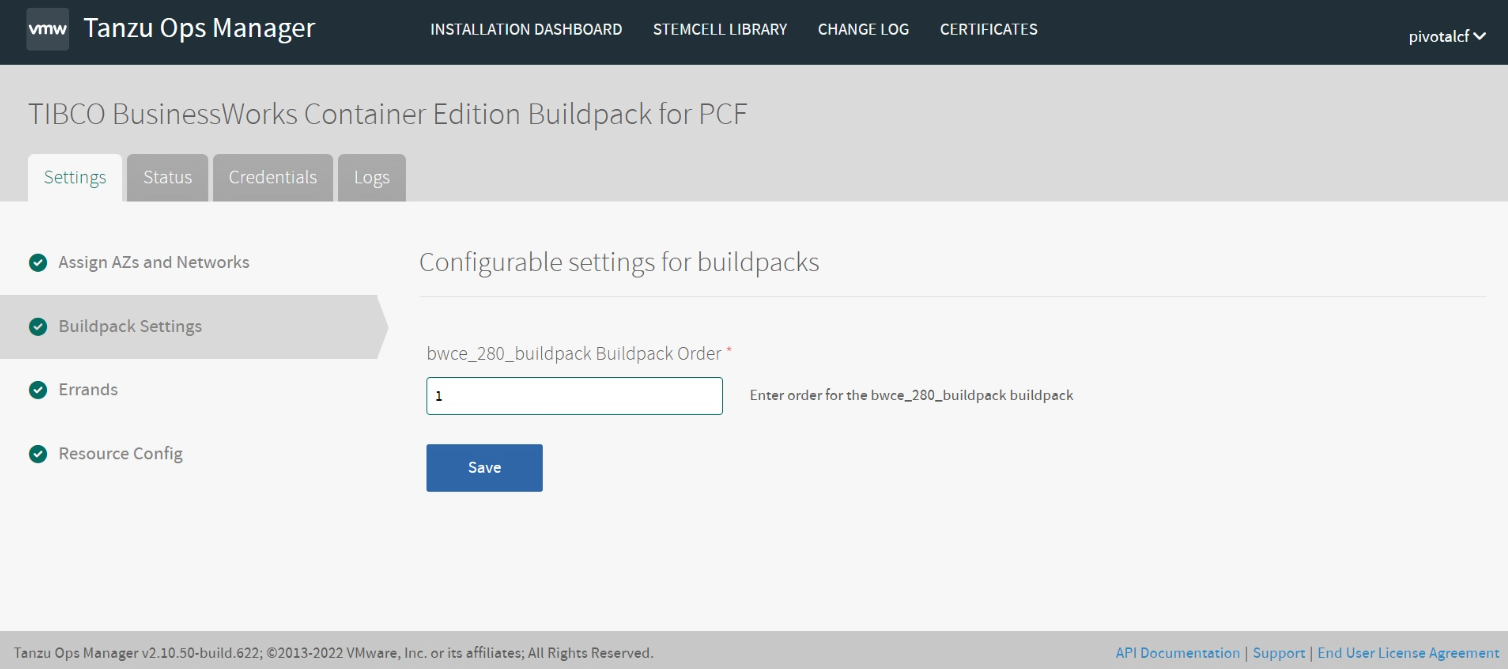 vmw Tanzu Ops Manager INSTALLATION DASHBOARD STEMCELL LIBRARY CHANGE LOG CERTIFICATES pivotalcf
TIBCO BusinessWorks Container Edition Buildpack for PCF
Settings Status Credentials Logs
Assign AZs and Networks
Buildpack Settings
Errands
Resource Config
Configurable settings for buildpacks
bwce_280_buildpack Buildpack Order *
1 Enter order for the bwce_280_buildpack buildpack
Save
Tanzu Ops Manager v2.10.50-build.622; ©2013-2022 VMware, Inc. or its affiliates; All Rights Reserved. API Documentation | Support | End User License Agreement